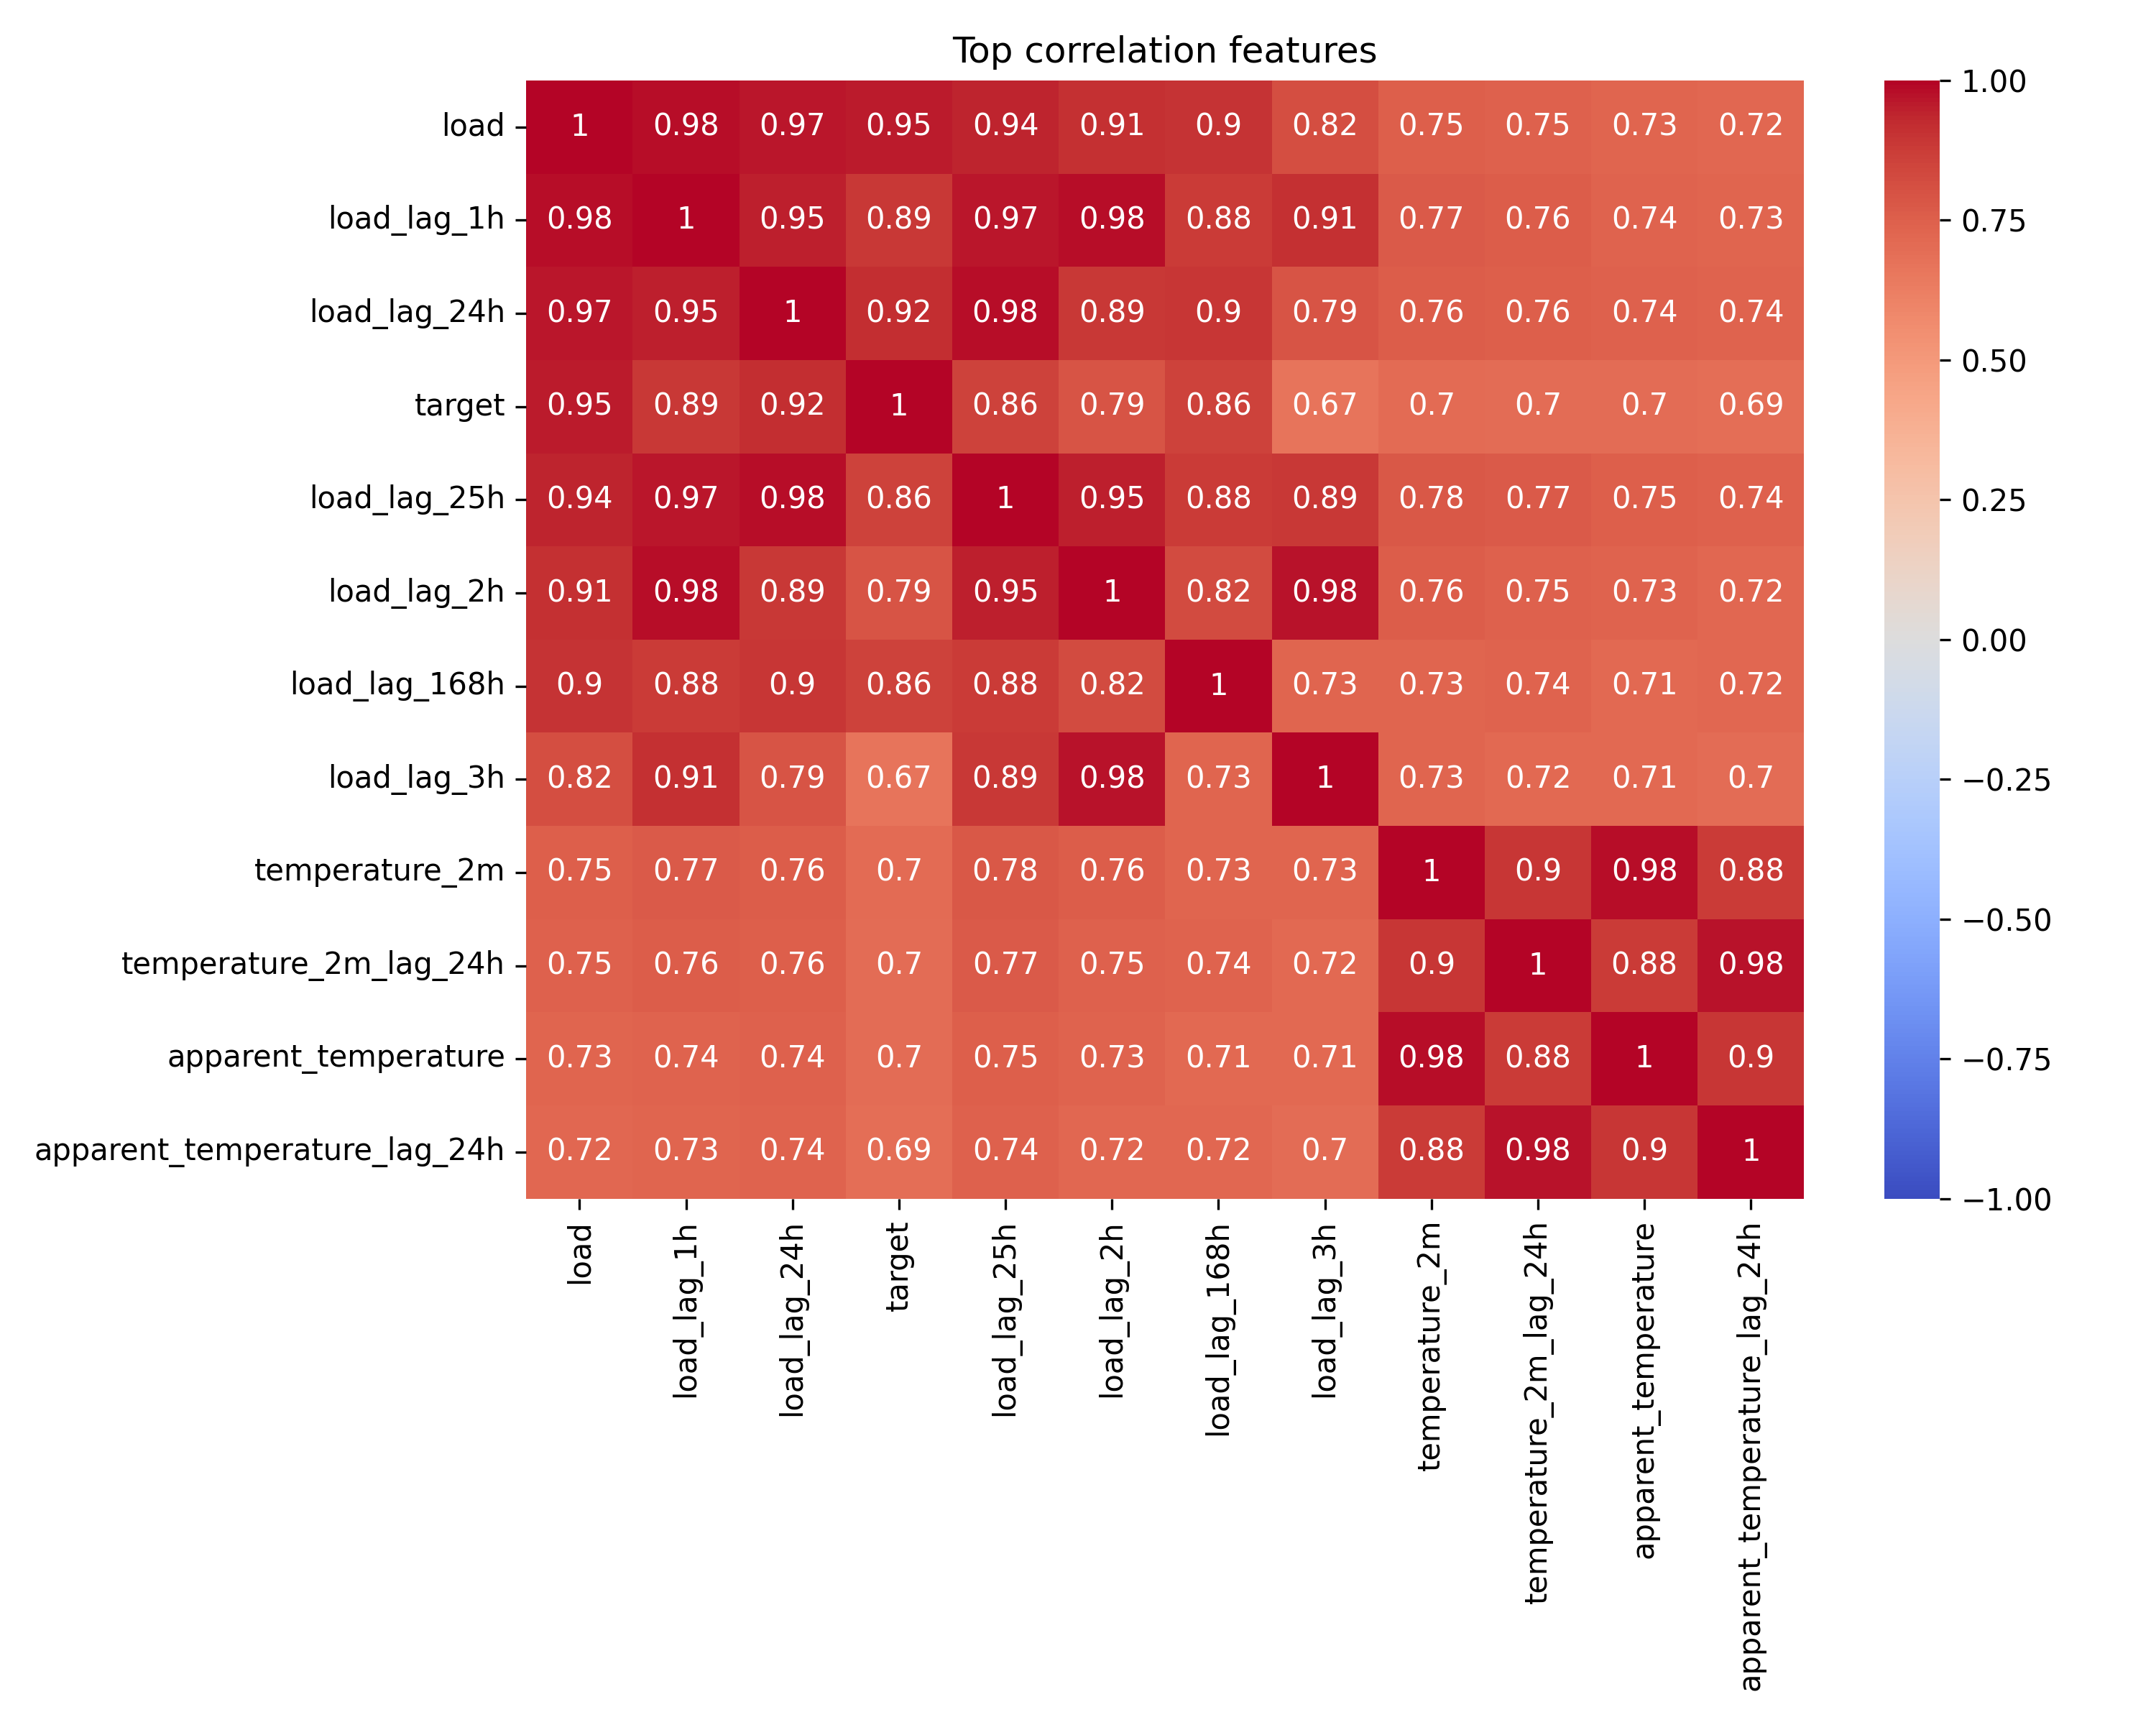 Top correlation features
load 1 0.98 0.97 0.95 0.94 0.91 0.9 0.82 0.75 0.75 0.73 0.72
load_lag_1h 0.98 1 0.95 0.89 0.97 0.98 0.88 0.91 0.77 0.76 0.74 0.73
load_lag_24h 0.97 0.95 1 0.92 0.98 0.89 0.9 0.79 0.76 0.76 0.74 0.74
target 0.95 0.89 0.92 1 0.86 0.79 0.86 0.67 0.7 0.7 0.7 0.69
load_lag_25h 0.94 0.97 0.98 0.86 1 0.95 0.88 0.89 0.78 0.77 0.75 0.74
load_lag_2h 0.91 0.98 0.89 0.79 0.95 1 0.82 0.98 0.76 0.75 0.73 0.72
load_lag_168h 0.9 0.88 0.9 0.86 0.88 0.82 1 0.73 0.73 0.74 0.71 0.72
load_lag_3h 0.82 0.91 0.79 0.67 0.89 0.98 0.73 1 0.73 0.72 0.71 0.7
temperature_2m 0.75 0.77 0.76 0.7 0.78 0.76 0.73 0.73 1 0.9 0.98 0.88
temperature_2m_lag_24h 0.75 0.76 0.76 0.7 0.77 0.75 0.74 0.72 0.9 1 0.88 0.98
apparent_temperature 0.73 0.74 0.74 0.7 0.75 0.73 0.71 0.71 0.98 0.88 1 0.9
apparent_temperature_lag_24h 0.72 0.73 0.74 0.69 0.74 0.72 0.72 0.7 0.88 0.98 0.9 1
load
load_lag_1h
load_lag_24h
target
load_lag_25h
load_lag_2h
load_lag_168h
load_lag_3h
temperature_2m
temperature_2m_lag_24h
apparent_temperature
apparent_temperature_lag_24h
1.00
0.75
0.50
0.25
0.00
−0.25
−0.50
−0.75
−1.00